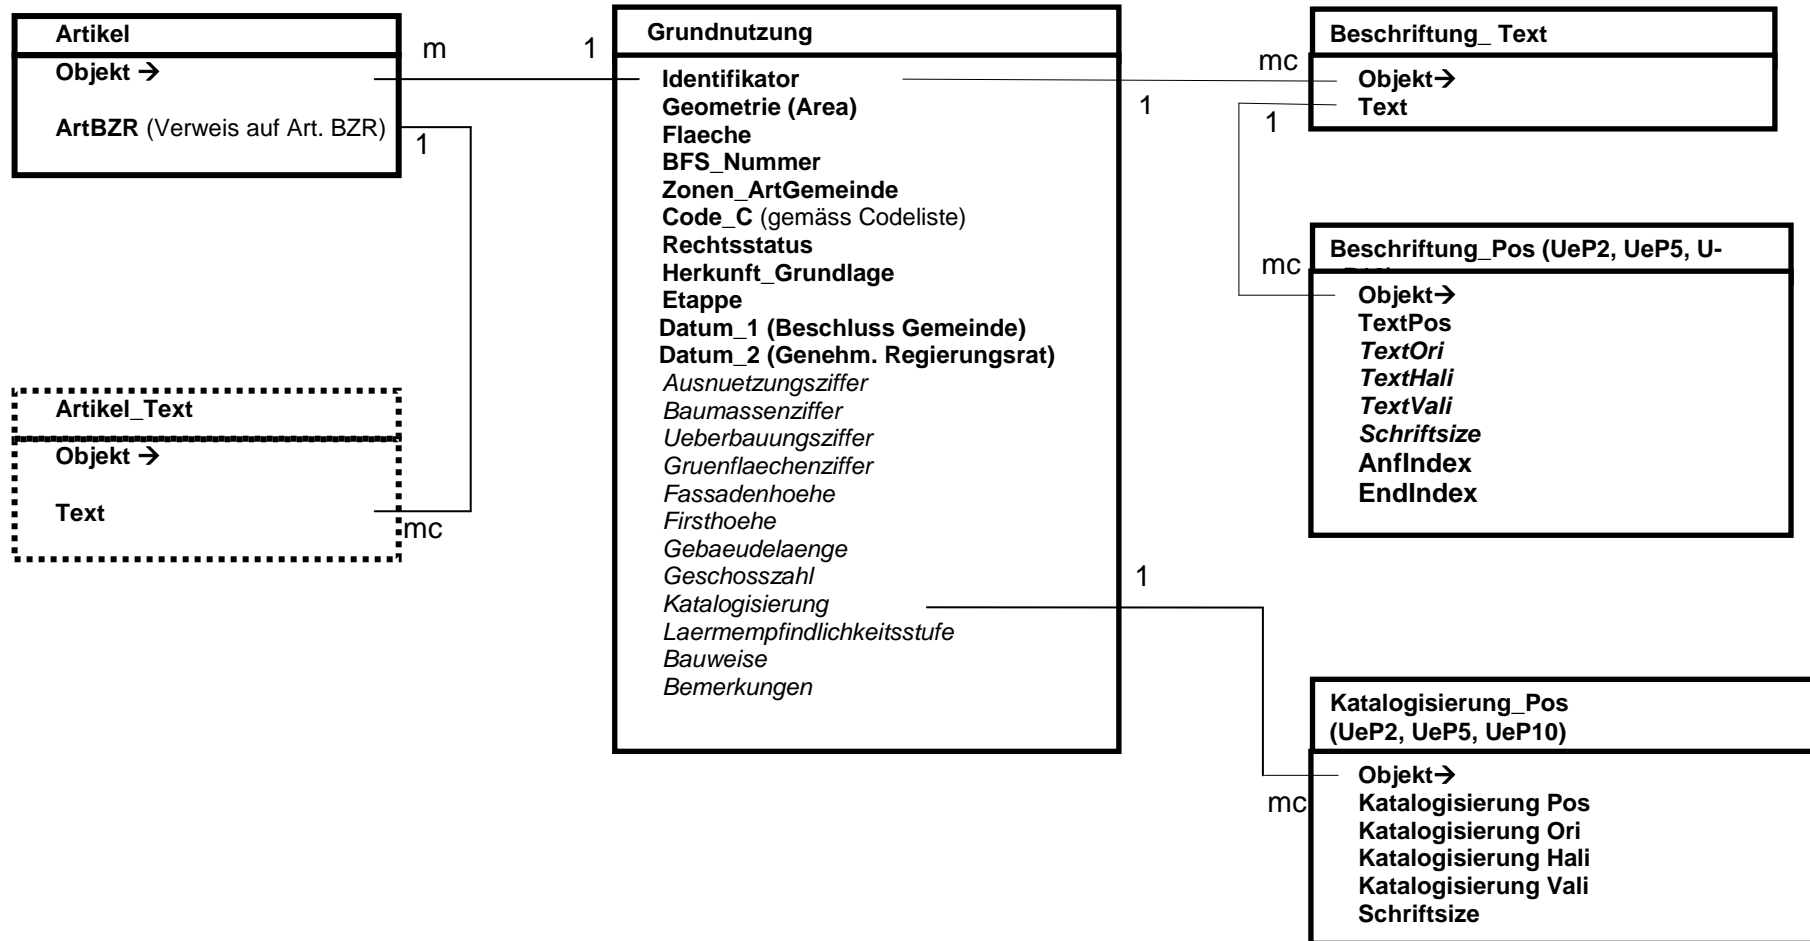 Artikel
m
1
Objekt →
ArtBZR (Verweis auf Art. BZR)
1
Artikel_Text
Objekt →
Text
mc
Grundnutzung
Identifikator
Geometrie (Area)
Flaeche
BFS_Nummer
Zonen_ArtGemeinde
Code_C (gemäss Codeliste)
Rechtsstatus
Herkunft_Grundlage
Etappe
Datum_1 (Beschluss Gemeinde)
Datum_2 (Genehm. Regierungsrat)
Ausnuetzungsziffer
Baumassenziffer
Ueberbauungsziffer
Gruenflaechenziffer
Fassadenhoehe
Firsthoehe
Gebaeudelaenge
Geschosszahl
Katalogisierung
Laermempfindlichkeitsstufe
Bauweise
Bemerkungen
1
mc
Beschriftung_ Text
Objekt→
Text
1
mc
Beschriftung_Pos (UeP2, UeP5, U-
Objekt→
TextPos
TextOri
TextHali
TextVali
Schriftsize
AnfIndex
EndIndex
1
mc
Katalogisierung_Pos
(UeP2, UeP5, UeP10)
Objekt→
Katalogisierung Pos
Katalogisierung Ori
Katalogisierung Hali
Katalogisierung Vali
Schriftsize